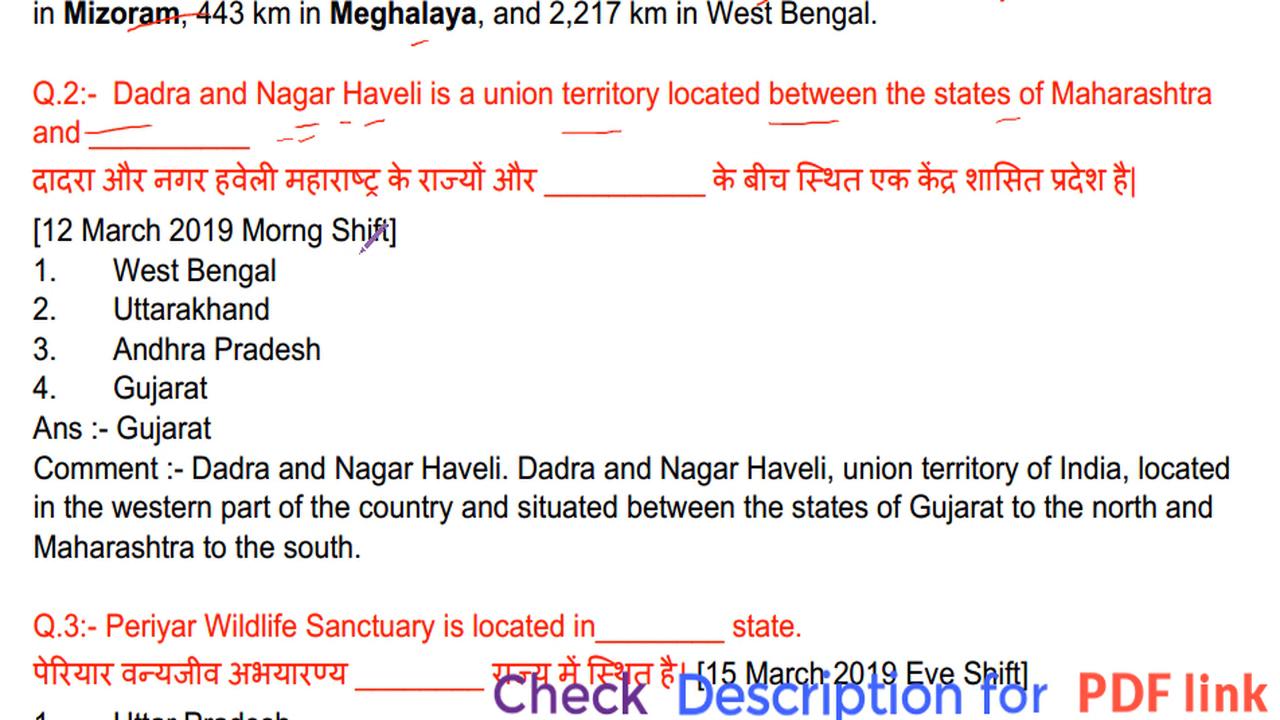 in Mizoram, 443 km in Meghalaya, and 2,217 km in West Bengal.
Q.2:- Dadra and Nagar Haveli is a union territory located between the states of Maharashtra
and __________
दादरा और नगर हवेली महाराष्ट्र के राज्यों और __________ के बीच स्थित एक केंद्र शासित प्रदेश है|
[12 March 2019 Morng Shift]
1. West Bengal
2. Uttarakhand
3. Andhra Pradesh
4. Gujarat
Ans :- Gujarat
Comment :- Dadra and Nagar Haveli. Dadra and Nagar Haveli, union territory of India, located
in the western part of the country and situated between the states of Gujarat to the north and
Maharashtra to the south.
Q.3:- Periyar Wildlife Sanctuary is located in________ state.
पेरियार वन्यजीव अभयारण्य ________ राज्य में स्थित है| [15 March 2019 Eve Shift]
Check Description for PDF link
1. Uttar Pradesh